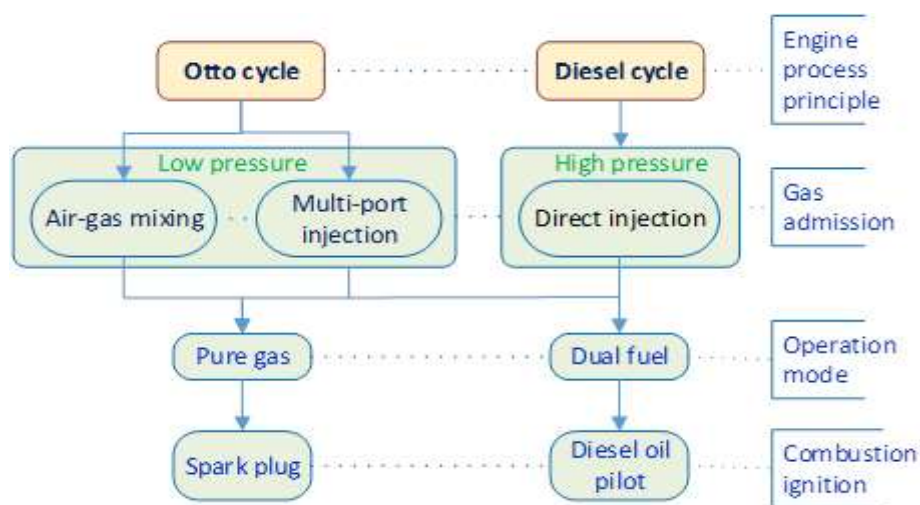 Otto cycle
Diesel cycle
Engine
process
principle
Low pressure
High pressure
Air-gas mixing
Multi-port
injection
Direct injection
Gas
admission
Pure gas
Dual fuel
Operation
mode
Spark plug
Diesel oil
pilot
Combustion
ignition